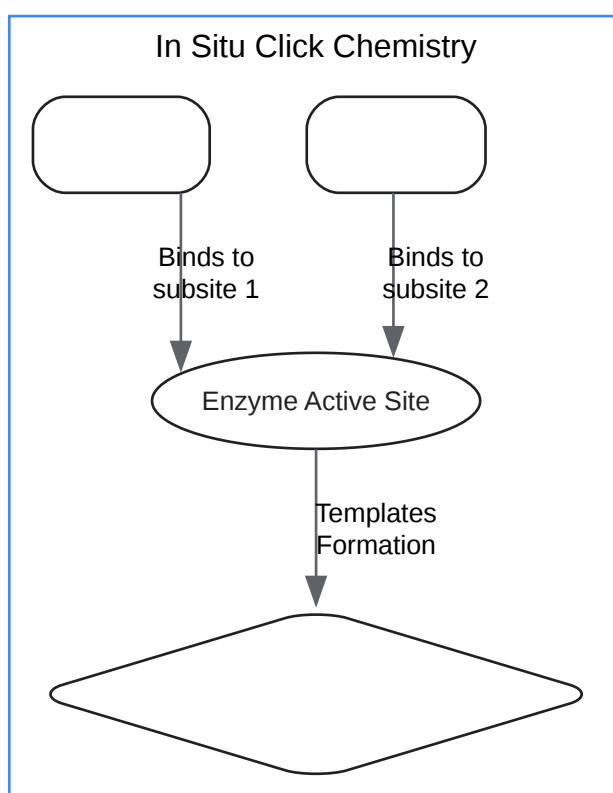 In Situ Click Chemistry
Binds to
subsite 1
Binds to
subsite 2
Enzyme Active Site
Templates
Formation